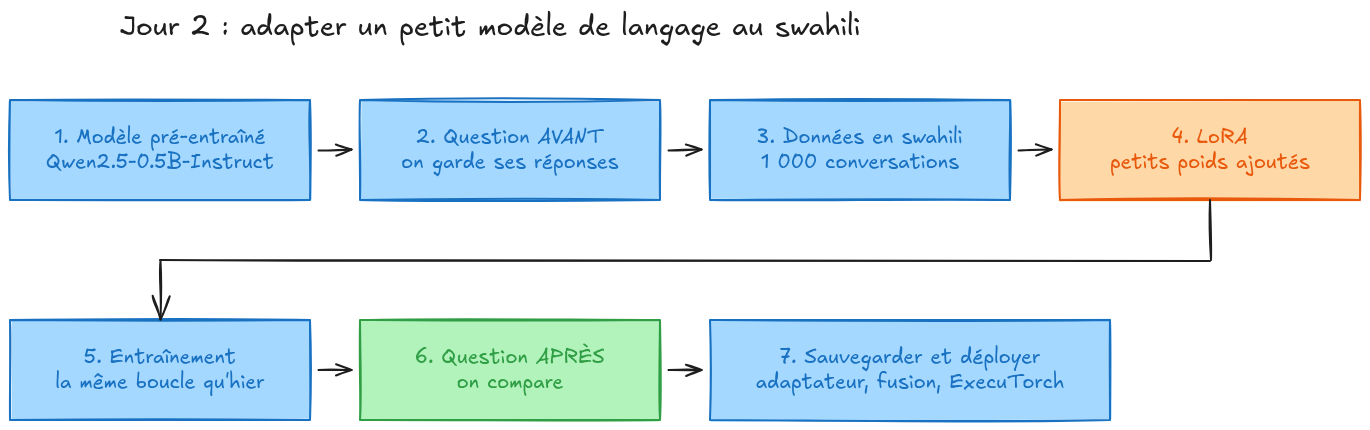 Jour 2 : adapter un petit modèle de langage au swahili
1. Modèle pré-entraîné
Qwen2.5-0.5B-Instruct
2. Question AVANT
on garde ses réponses
3. Données en swahili
1 000 conversations
4. LoRA
petits poids ajoutés
5. Entraînement
la même boucle qu'hier
6. Question APRÈS
on compare
7. Sauvegarder et déployer
adaptateur, fusion, ExecuTorch